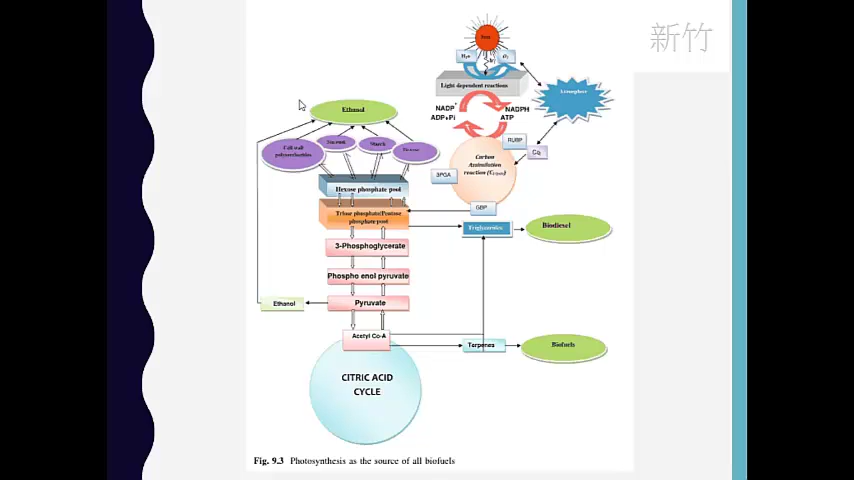 新竹
Sun
H₂O
hν
O₂
Light dependent reactions
Atmosphere
NADP⁺
ADP+Pi
NADPH
ATP
Ethanol
Cell wall
polysaccharides
Sucrose
Starch
RUBP
Co₂
Carbon
Assimilation
reaction
3PGA
Hexose phosphate pool
GBP
Triose phosphate/Pentose
phosphate pool
Triglycerides
Biodiesel
3-Phosphoglycerate
Phospho enol pyruvate
Ethanol
Pyruvate
Acetyl Co-A
Terpenes
Biofuels
CITRIC ACID
CYCLE
Fig. 9.3 Photosynthesis as the source of all biofuels